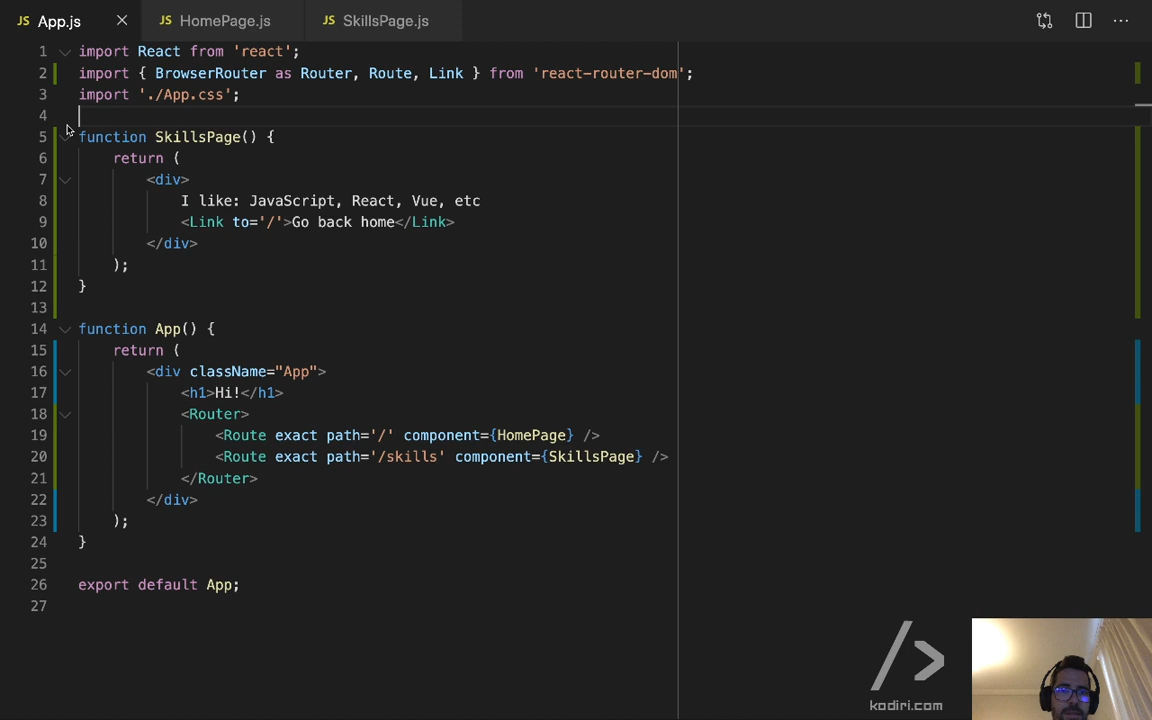 JS App.js × JS HomePage.js JS SkillsPage.js ···
1 import React from 'react';
2 import { BrowserRouter as Router, Route, Link } from 'react-router-dom';
3 import './App.css';
4
5 function SkillsPage() {
6 return (
7 <div>
8 I like: JavaScript, React, Vue, etc
9 <Link to='/'>Go back home</Link>
10 </div>
11 );
12 }
13
14 function App() {
15 return (
16 <div className="App">
17 <h1>Hi!</h1>
18 <Router>
19 <Route exact path='/' component={HomePage} />
20 <Route exact path='/skills' component={SkillsPage} />
21 </Router>
22 </div>
23 );
24 }
25
26 export default App;
27
/>
kodiri.com